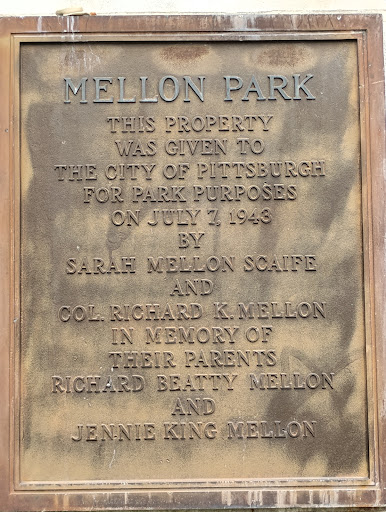 MELLON PARK
THIS PROPERTY
WAS GIVEN TO
THE CITY OF PITTSBURGH
FOR PARK PURPOSES
ON JULY 7, 1943
BY
SARAH MELLON SCAIFE
AND
COL. RICHARD K. MELLON
IN MEMORY OF
THEIR PARENTS
RICHARD BEATTY MELLON
AND
JENNIE KING MELLON